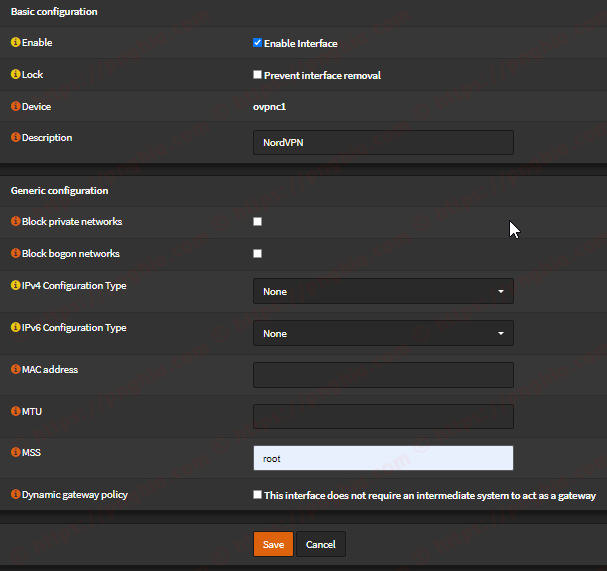 Basic configuration
Enable
Enable Interface
Lock
Prevent interface removal
Device
ovpnc1
Description
NordVPN
Generic configuration
Block private networks
Block bogon networks
IPv4 Configuration Type
None
IPv6 Configuration Type
None
MAC address
MTU
MSS
root
Dynamic gateway policy
This interface does not require an intermediate system to act as a gateway
Save
Cancel